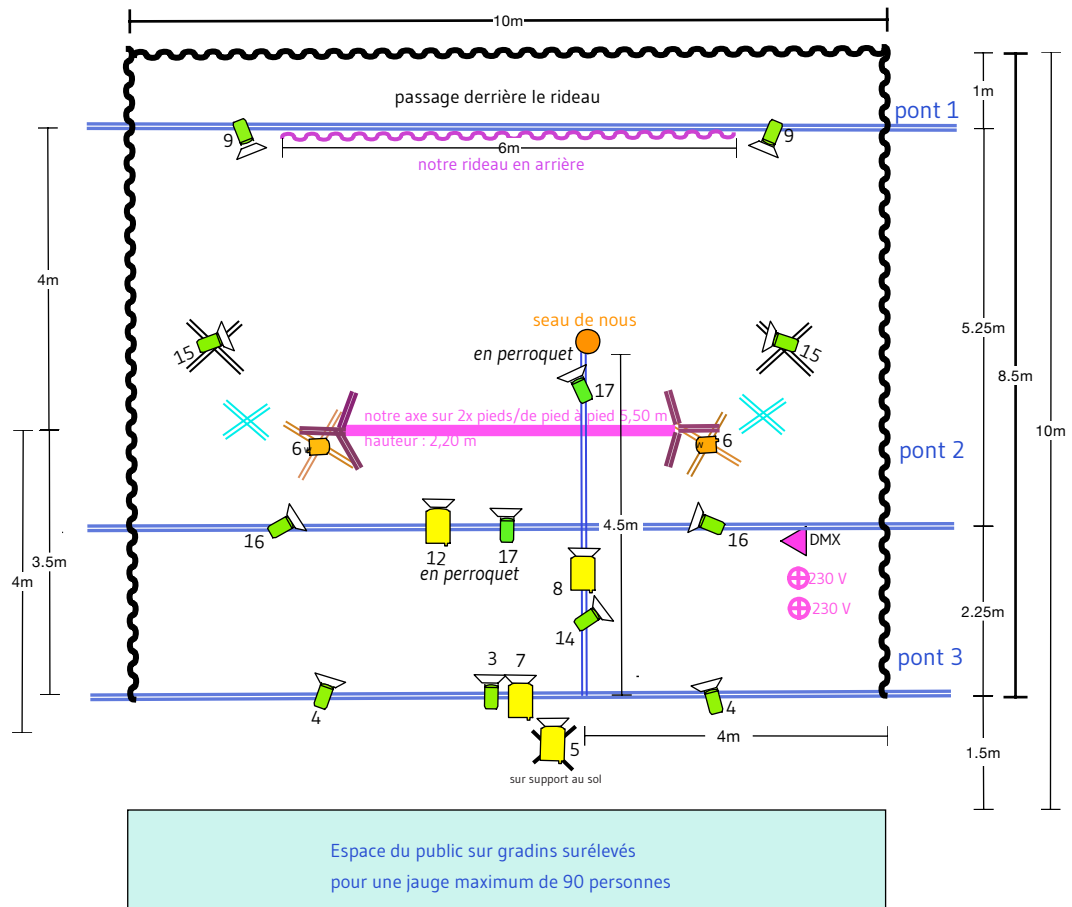 10m
1m
passage derrière le rideau
pont 1
9
9
6m
notre rideau en arrière
4m
seau de nous
5.25m
en perroquet
15
15
8.5m
17
notre axe sur 2x pieds/de pied à pied 5,50 m
hauteur : 2,20 m
6
w
w
6
10m
pont 2
4.5m
16
16
DMX
12
17
3.5m
en perroquet
4m
8
230 V
230 V
2.25m
14
pont 3
3
7
4
4
5
4m
1.5m
sur support au sol
Espace du public sur gradins surélevés
pour une jauge maximum de 90 personnes